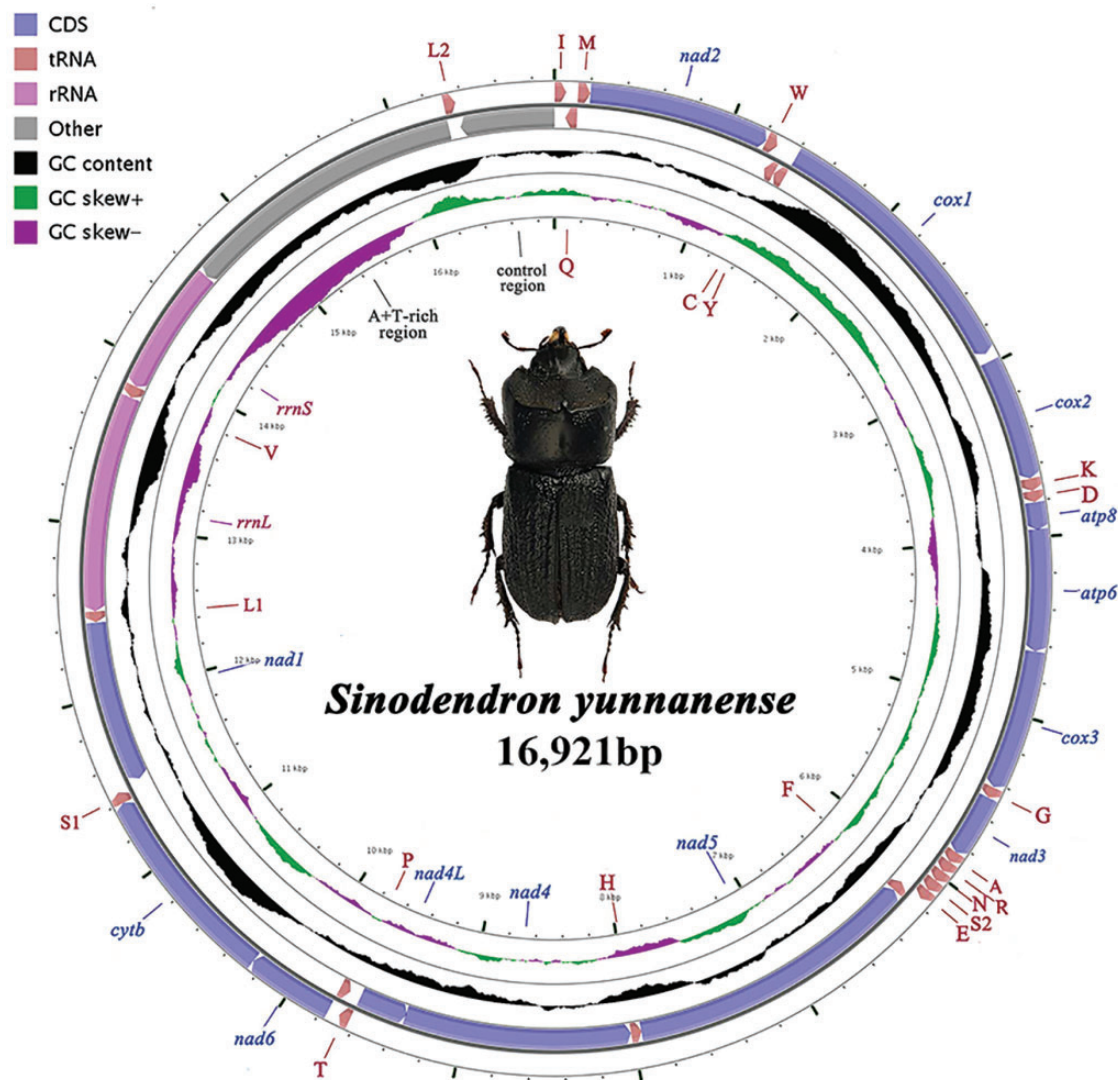 CDS
tRNA
rRNA
Other
GC content
GC skew+
GC skew−
L2
I
M
nad2
W
cox1
cox2
K
D
atp8
atp6
cox3
G
nad3
A
R
N
S2
E
T
nad6
cytb
S1
Q
control
region
A+T-rich
region
C
Y
1 kbp
2 kbp
3 kbp
4 kbp
5 kbp
6 kbp
F
7 kbp
nad5
H
8 kbp
nad4
9 kbp
nad4L
P
10 kbp
11 kbp
12 kbp
nad1
L1
13 kbp
rrnL
V
14 kbp
rrnS
15 kbp
16 kbp
Sinodendron yunnanense
16,921bp